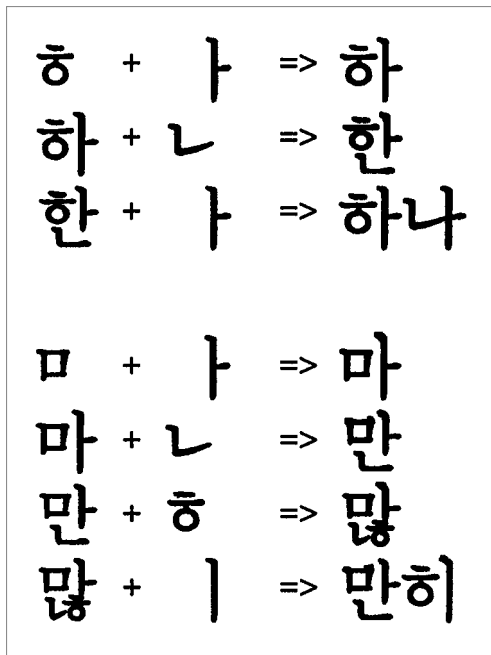 ㅎ + ㅏ => 하
하 + ㄴ => 한
한 + ㅏ => 하나
ㅁ + ㅏ => 마
마 + ㄴ => 만
만 + ㅎ => 많
많 + ㅣ => 만히